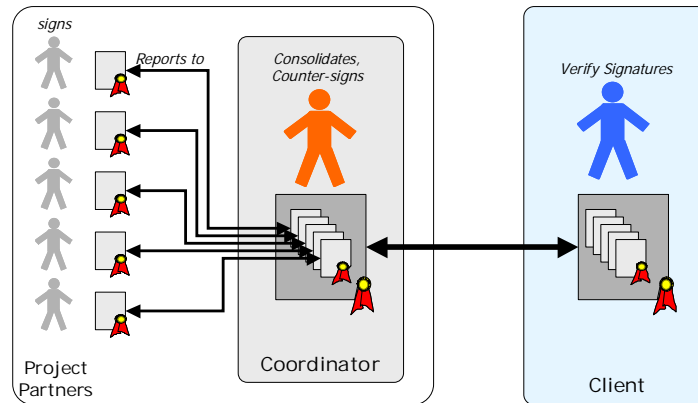 signs
Reports to
Consolidates,
Counter-signs
Verify Signatures
Project
Partners
Coordinator
Client